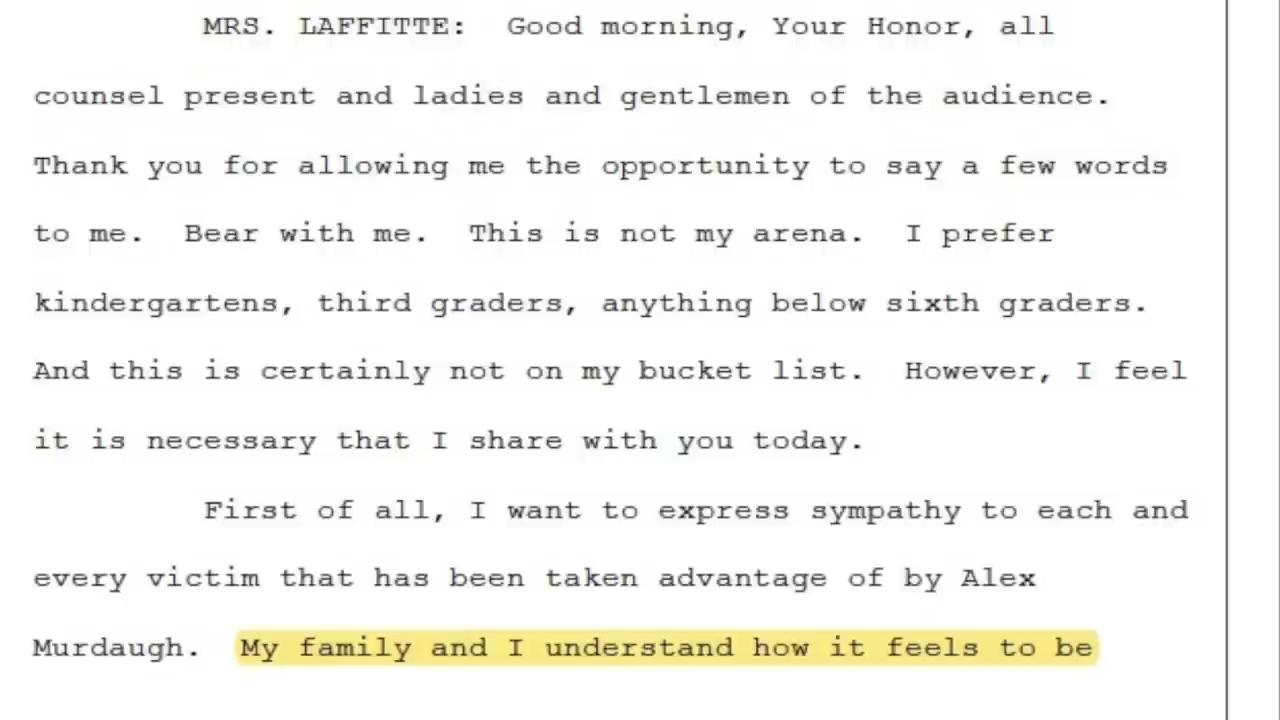 MRS. LAFFITTE: Good morning, Your Honor, all
counsel present and ladies and gentlemen of the audience.
Thank you for allowing me the opportunity to say a few words
to me. Bear with me. This is not my arena. I prefer
kindergartens, third graders, anything below sixth graders.
And this is certainly not on my bucket list. However, I feel
it is necessary that I share with you today.
First of all, I want to express sympathy to each and
every victim that has been taken advantage of by Alex
Murdaugh. My family and I understand how it feels to be